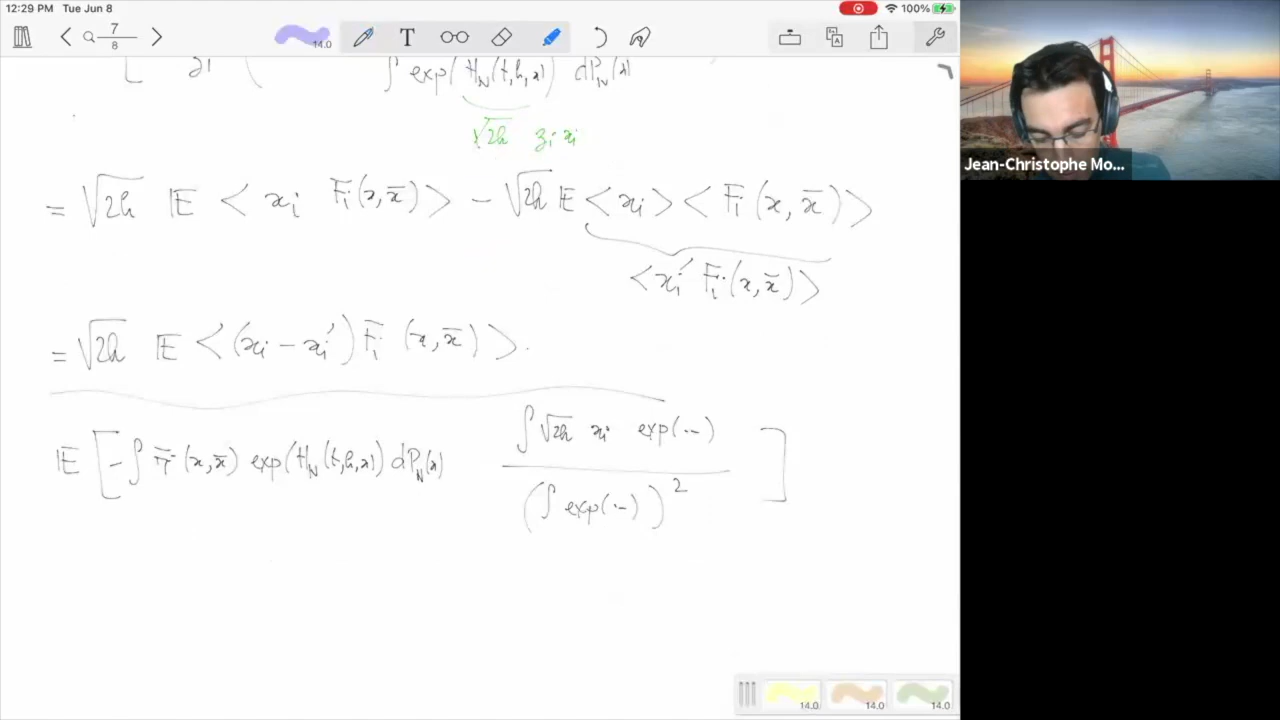 12:29 PM Tue Jun 8
100%
7
8
T
14.0
∫ exp(H_N(t,h,x)) dP_N(x)
√2h z_i x_i
= √2h 𝔼 < x_i F_i(x,x̄) > − √2h 𝔼 < x_i > < F_i(x,x̄) >
< x_i' F_i(x,x̄) >
= √2h 𝔼 < (x_i − x_i') F_i (x,x̄) > .
𝔼 [ − ∫ F_i (x,x̄) exp(H_N(t,h,x)) dP_N(x) ∫ √2h x_i exp(...) / (∫ exp(...))² ]
Jean-Christophe Mo...
14.0 14.0 14.0